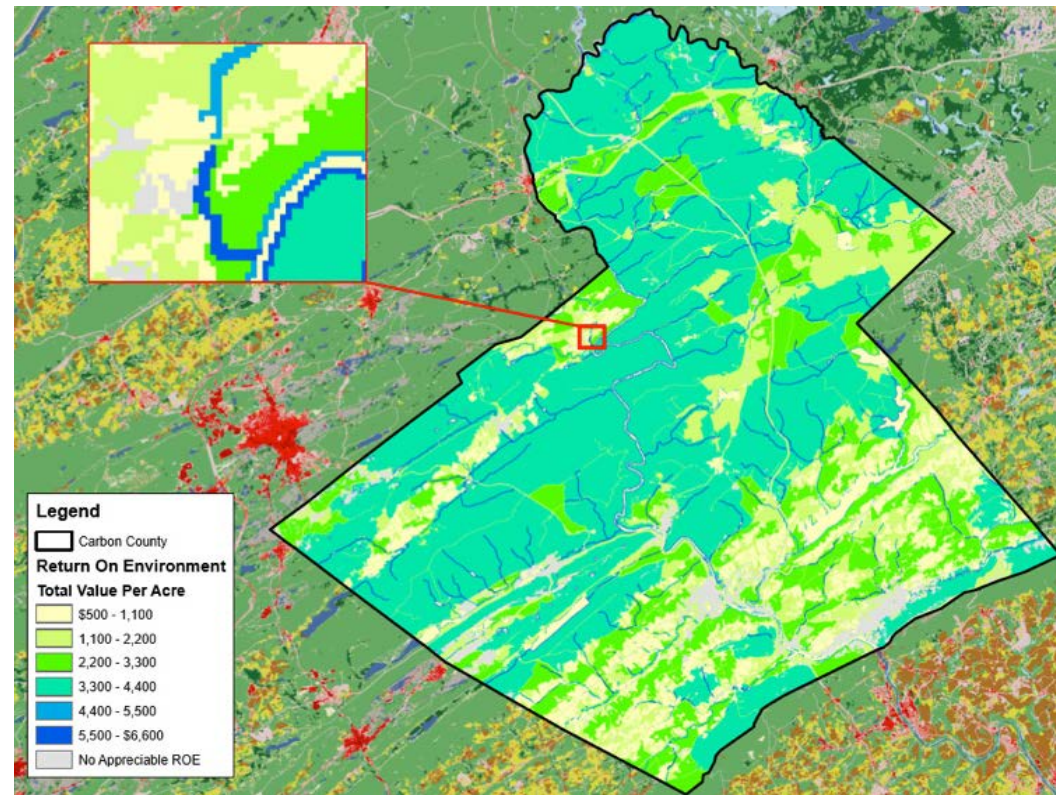 Legend
Carbon County
Return On Environment
Total Value Per Acre
$500 - 1,100
1,100 - 2,200
2,200 - 3,300
3,300 - 4,400
4,400 - 5,500
5,500 - $6,600
No Appreciable ROE